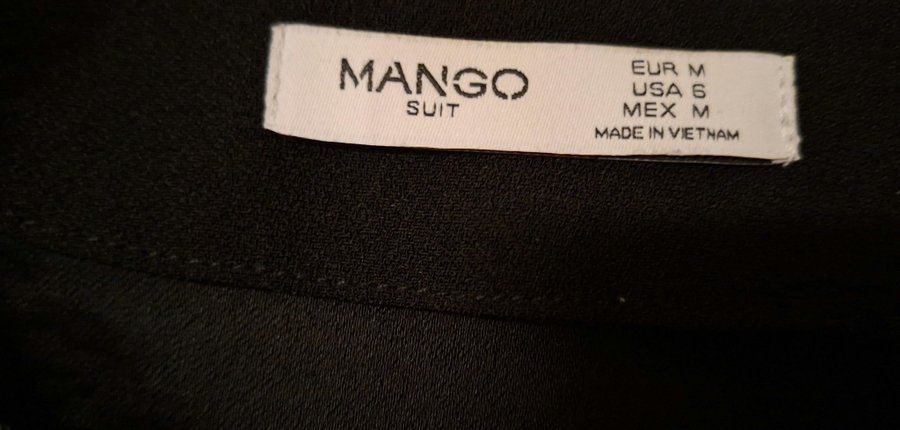 MANGO
SUIT
EUR M
USA 6
MEX M
MADE IN VIETNAM